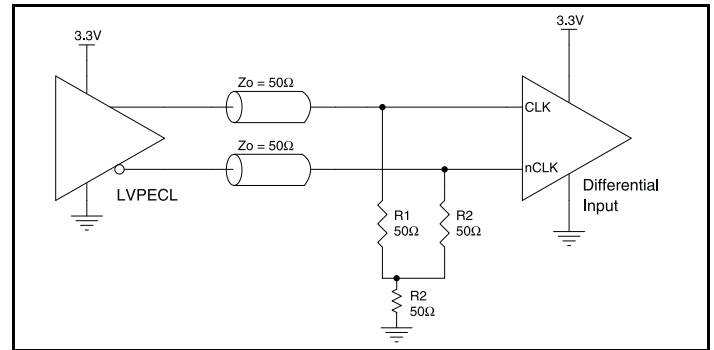 3.3V
3.3V
Zo = 50Ω
CLK
Zo = 50Ω
nCLK
LVPECL
Differential
Input
R1
50Ω
R2
50Ω
R2
50Ω